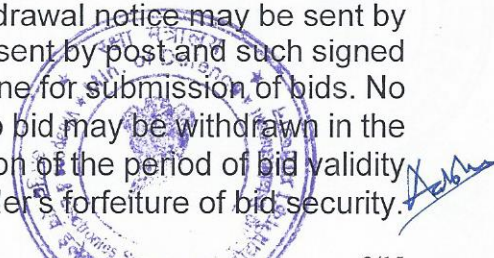 drawal notice may be sent by
sent by post and such signed
ne for submission of bids. No
o bid may be withdrawn in the
on of the period of bid validity
er's forfeiture of bid security.